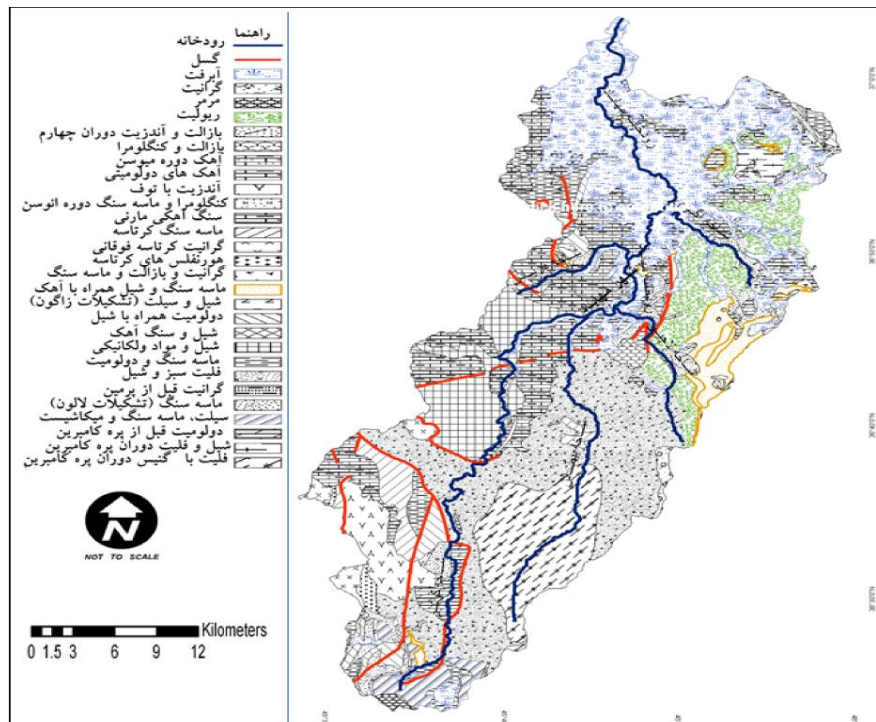 راهنما
رودخانه
گسل
آبرفت
گرانیت
مرمر
ریولیت
بازالت و آندزیت دوران چهارم
بازالت و کنگلومرا
آهک دوره میوسن
آهک های دولومیتی
آندزیت با توف
کنگلومرا و ماسه سنگ دوره ائوسن
سنگ آهکی مارنی
ماسه سنگ کرتاسه
گرانیت کرتاسه فوقانی
هورنفلس های کرتاسه
گرانیت و بازالت و ماسه سنگ
ماسه سنگ و شیل همراه با آهک
شیل و سیلت (تشکیلات زاگون)
دولومیت همراه با شیل
شیل و سنگ آهک
شیل و مواد ولکانیکی
ماسه سنگ و دولومیت
فلیت سبز و شیل
گرانیت قبل از پرمین
ماسه سنگ (تشکیلات لالون)
سیلت، ماسه سنگ و میکاشیست
دولومیت قبل از پره کامبرین
شیل و فلیت دوران پره کامبرین
فلیت با گنیس دوران پره کامبرین
N
NOT TO SCALE
Kilometers
0 1.5 3 6 9 12